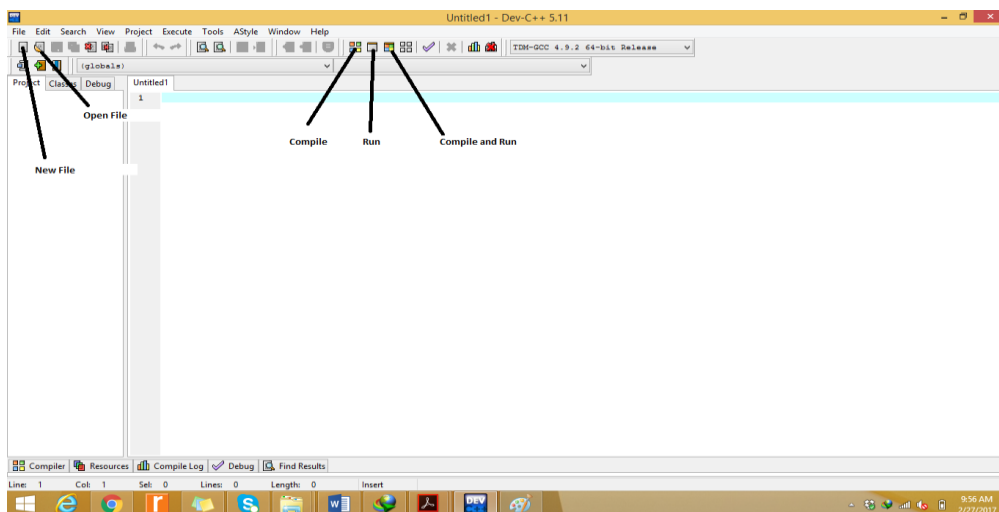 Untitled1 - Dev-C++ 5.11
File Edit Search View Project Execute Tools AStyle Window Help
TDM-GCC 4.9.2 64-bit Release
(globals)
Project Classes Debug Untitled1
1
Open File
Compile Run Compile and Run
New File
Compiler Resources Compile Log Debug Find Results
Line: 1 Col: 1 Sel: 0 Lines: 0 Length: 0 Insert
DEV
9:56 AM
2/27/2017